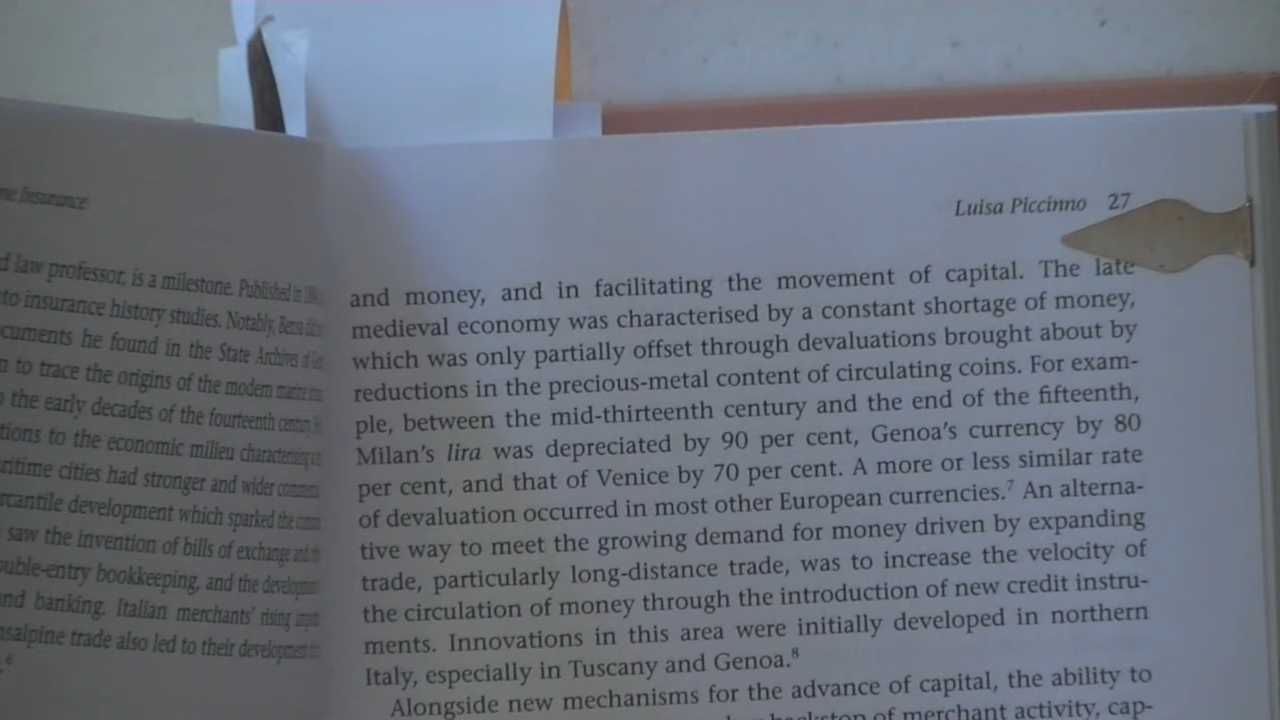 me Insurance
d law professor, is a milestone. Published in
to insurance history studies. Notably, Bensa
cuments he found in the State Archives of
n to trace the origins of the modern
the early decades of the fourteenth
tions to the economic milieu
ritime cities had stronger and wider
rcantile development which sparked the
saw the invention of bills of exchange and
uble-entry bookkeeping, and the
nd banking. Italian merchants' rising
nsalpine trade also led to their development
6
Luisa Piccinno 27
and money, and in facilitating the movement of capital. The late
medieval economy was characterised by a constant shortage of money,
which was only partially offset through devaluations brought about by
reductions in the precious-metal content of circulating coins. For exam-
ple, between the mid-thirteenth century and the end of the fifteenth,
Milan's lira was depreciated by 90 per cent, Genoa's currency by 80
per cent, and that of Venice by 70 per cent. A more or less similar rate
of devaluation occurred in most other European currencies.7 An alterna-
tive way to meet the growing demand for money driven by expanding
trade, particularly long-distance trade, was to increase the velocity of
the circulation of money through the introduction of new credit instru-
ments. Innovations in this area were initially developed in northern
Italy, especially in Tuscany and Genoa.8
Alongside new mechanisms for the advance of capital, the ability to
backstop of merchant activity, cap-